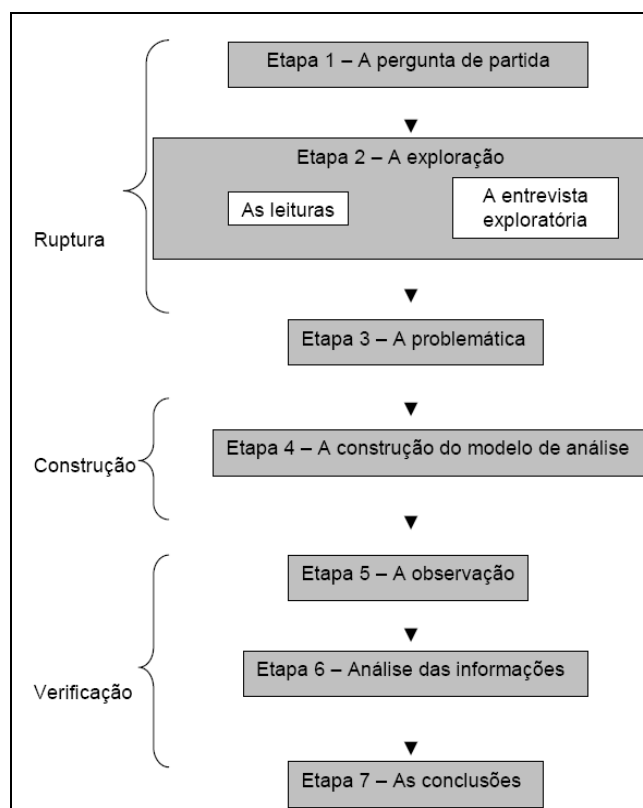 Etapa 1 – A pergunta de partida
Etapa 2 – A exploração
As leituras
A entrevista
exploratória
Ruptura
Etapa 3 – A problemática
Etapa 4 – A construção do modelo de análise
Construção
Etapa 5 – A observação
Etapa 6 – Análise das informações
Verificação
Etapa 7 – As conclusões